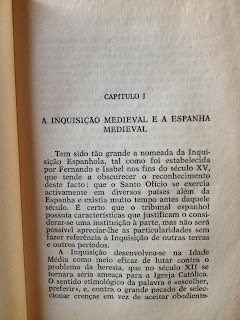 CAPÍTULO I
A INQUISIÇÃO MEDIEVAL E A ESPANHA
MEDIEVAL
Tem sido tão grande a nomeada da Inqui-
sição Espanhola, tal como foi estabelecida
por Fernando e Isabel nos fins do século XV,
que tende a obscurecer o reconhecimento
deste facto: que o Santo Ofício se exercia
activamente em diversos países além da
Espanha e existia muito tempo antes daquele
século. É certo que o tribunal espanhol
possuía características que justificam o consi-
derar-se uma instituição à parte, mas não será
possível apreciar-lhe as particularidades sem
fazer referência à Inquisição de outras terras
e outros períodos.
A Inquisição desenvolveu-se na Idade
Média como meio eficaz de lutar contra o
problema da heresia, que no século XII se
tornara séria ameaça para a Igreja Católica.
O sentido etimológico da palavra é «escolher,
preferir», e, contra o grande pecado de sele-
ccionar crenças em vez de aceitar obediente-